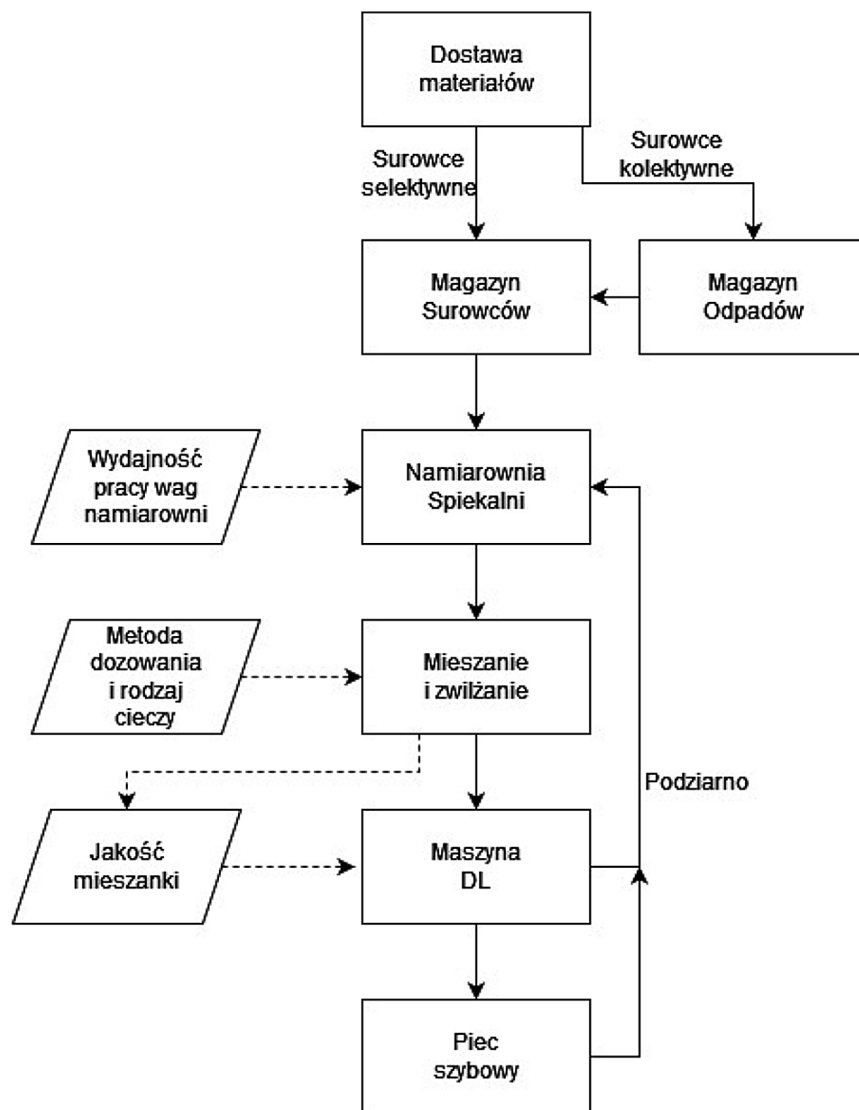 Dostawa
materiałów
Surowce
selektywne
Surowce
kolektywne
Magazyn
Surowców
Magazyn
Odpadów
Wydajność
pracy wag
namiarowni
Namiarownia
Spiekalni
Metoda
dozowania
i rodzaj
cieczy
Mieszanie
i zwilżanie
Podziarno
Jakość
mieszanki
Maszyna
DL
Piec
szybowy